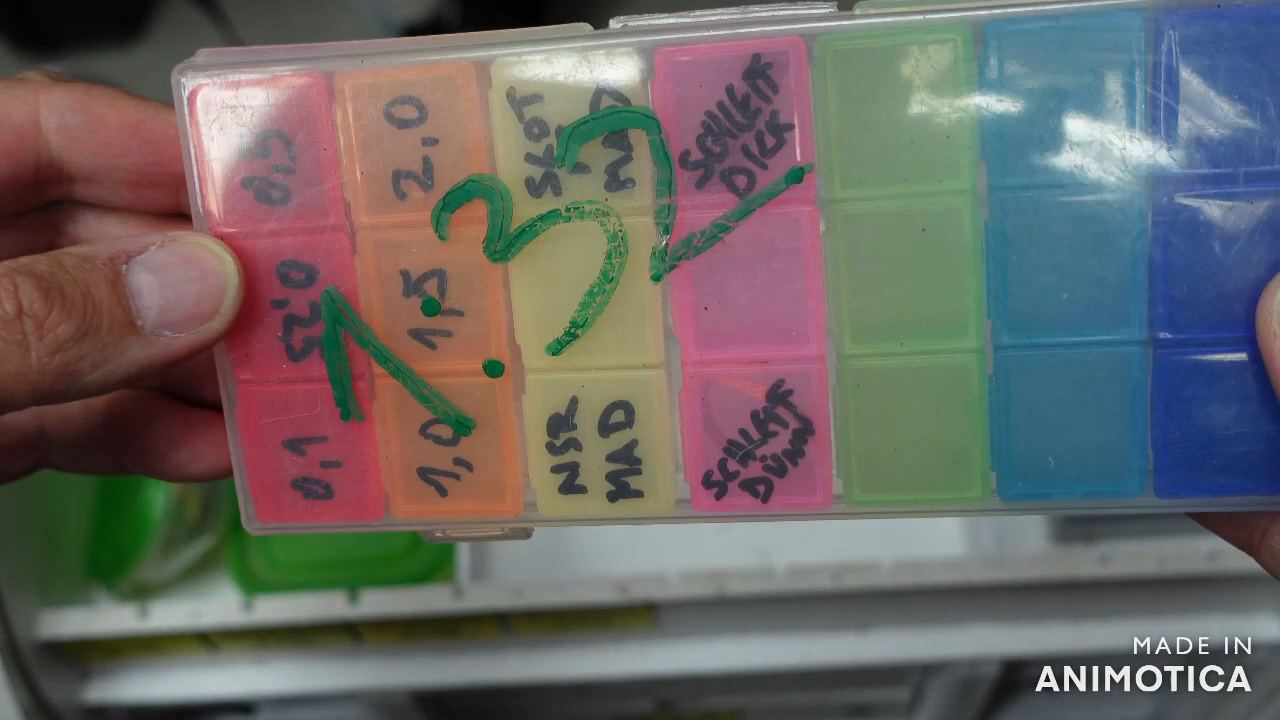 0,5
0,25
0,1
2,0
1,5
1,0
SLOT
MAD
NSR
MAD
SCHLEIF
DICK
SCHLEIF
DÜNN
1:32
MADE IN
ANIMOTICA